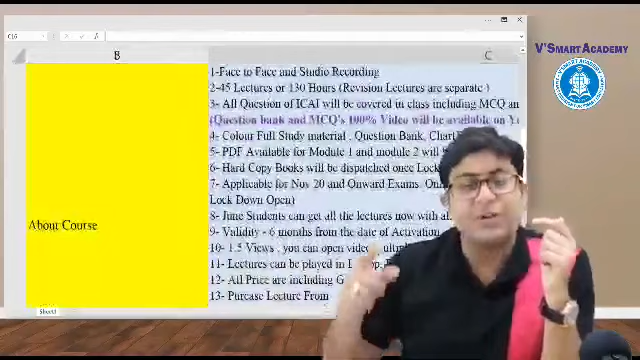 C16
V'SMART ACADEMY
B
C
About Course
1-Face to Face and Studio Recording
2-45 Lectures or 130 Hours (Revision Lectures are separate )
3- All Question of ICAI will be covered in class including MCQ an
(Question bank and MCQ's 100% Video will be available on
4- Colour Full Study material , Question Bank, Chart
5- PDF Available for Module 1 and module 2 will
6- Hard Copy Books will be dispatched once Lock
7- Applicable for Nov 20 and Onward Exams.
Lock Down Open)
8- June Students can get all the lectures now with
9- Validity - 6 months from the date of Activation
10- 1.5 Views , you can open video
11- Lectures can be played in
12- All Price are including G
13- Purcase Lecture From
Sheet1